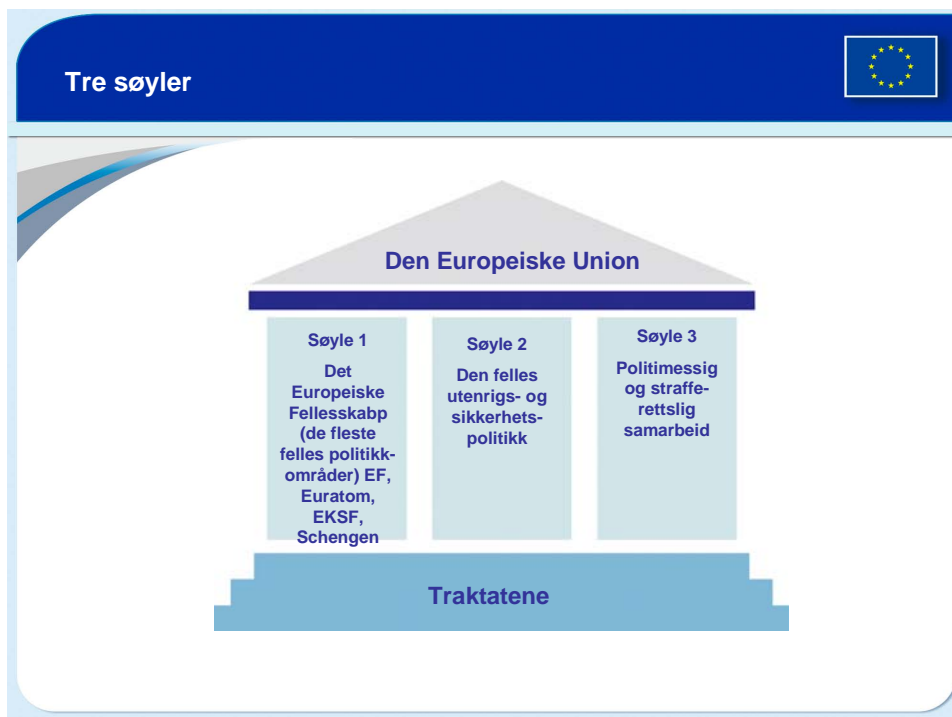 Tre søyler
Den Europeiske Union
Søyle 1
Det
Europeiske
Fellesskabp
(de fleste
felles politikk-
områder) EF,
Euratom,
EKSF,
Schengen
Søyle 2
Den felles
utenrigs- og
sikkerhets-
politikk
Søyle 3
Politimessig
og straffe-
rettslig
samarbeid
Traktatene